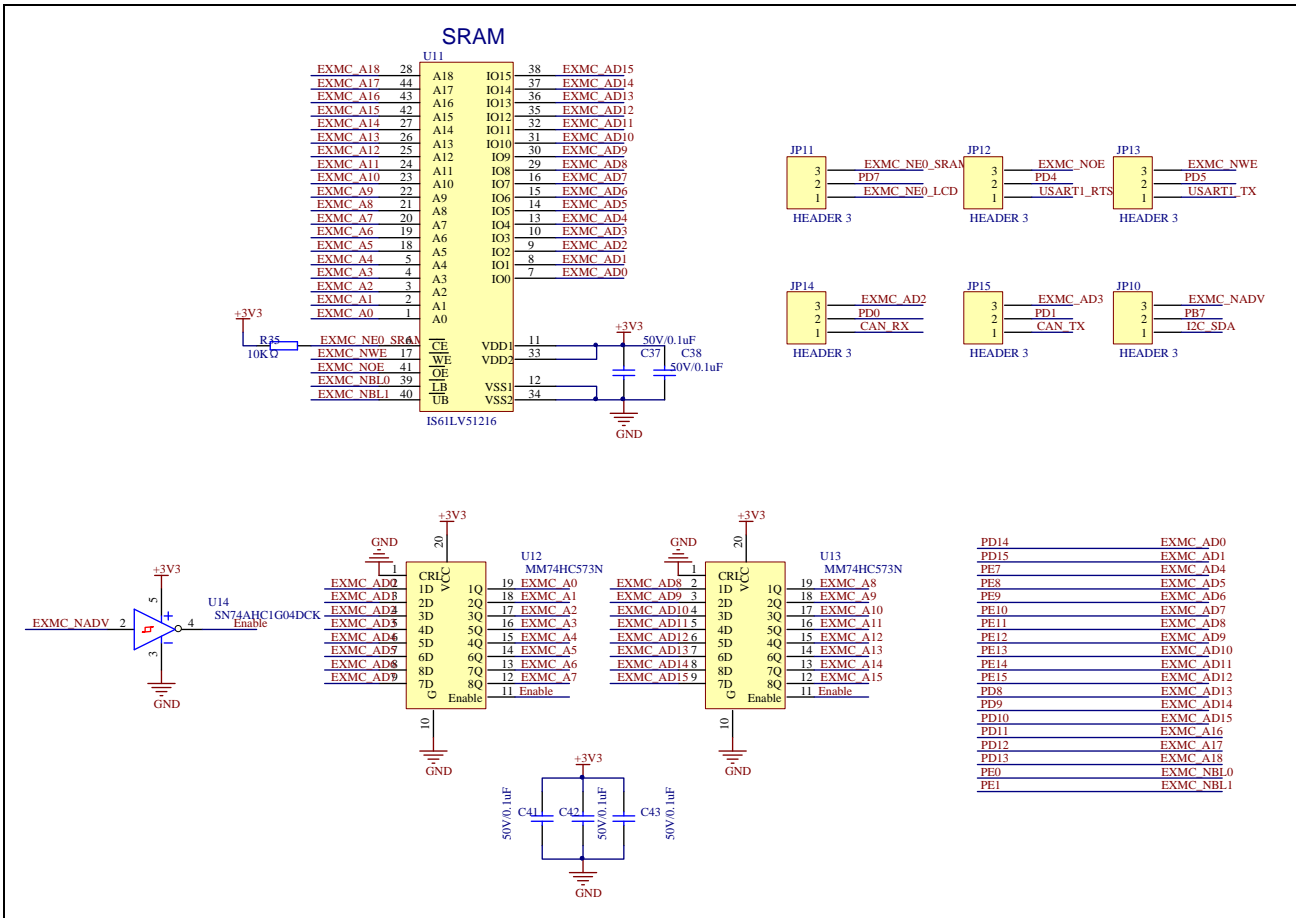 SRAM
U11
EXMC_A18 28 A18 IO15 38 EXMC_AD15
EXMC_A17 44 A17 IO14 37 EXMC_AD14
EXMC_A16 43 A16 IO13 36 EXMC_AD13
EXMC_A15 42 A15 IO12 35 EXMC_AD12
EXMC_A14 27 A14 IO11 32 EXMC_AD11
EXMC_A13 26 A13 IO10 31 EXMC_AD10
EXMC_A12 25 A12 IO9 30 EXMC_AD9
EXMC_A11 24 A11 IO8 29 EXMC_AD8
EXMC_A10 23 A10 IO7 16 EXMC_AD7
EXMC_A9 22 A9 IO6 15 EXMC_AD6
EXMC_A8 21 A8 IO5 14 EXMC_AD5
EXMC_A7 20 A7 IO4 13 EXMC_AD4
EXMC_A6 19 A6 IO3 10 EXMC_AD3
EXMC_A5 18 A5 IO2 9 EXMC_AD2
EXMC_A4 5 A4 IO1 8 EXMC_AD1
EXMC_A3 4 A3 IO0 7 EXMC_AD0
EXMC_A2 3 A2
EXMC_A1 2 A1
EXMC_A0 1 A0
+3V3
R35
10KΩ
EXMC_NE0_SRAM 6 CE VDD1 11
EXMC_NWE 17 WE VDD2 33
EXMC_NOE 41 OE
EXMC_NBL0 39 LB VSS1 12
EXMC_NBL1 40 UB VSS2 34
IS61LV51216
+3V3
50V/0.1uF
C37 C38
50V/0.1uF
GND
JP11
3 EXMC_NE0_SRAM
2 PD7
1 EXMC_NE0_LCD
HEADER 3
JP12
3 EXMC_NOE
2 PD4
1 USART1_RTS
HEADER 3
JP13
3 EXMC_NWE
2 PD5
1 USART1_TX
HEADER 3
JP14
3 EXMC_AD2
2 PD0
1 CAN_RX
HEADER 3
JP15
3 EXMC_AD3
2 PD1
1 CAN_TX
HEADER 3
JP10
3 EXMC_NADV
2 PB7
1 I2C_SDA
HEADER 3
+3V3
5
U14
SN74AHC1G04DCK
EXMC_NADV 2 4 Enable
3
GND
+3V3
GND
20
U12
MM74HC573N
1 CRL VCC
EXMC_AD0 2 1D 1Q 19 EXMC_A0
EXMC_AD1 3 2D 2Q 18 EXMC_A1
EXMC_AD2 4 3D 3Q 17 EXMC_A2
EXMC_AD3 5 4D 4Q 16 EXMC_A3
EXMC_AD4 6 5D 5Q 15 EXMC_A4
EXMC_AD5 7 6D 6Q 14 EXMC_A5
EXMC_AD6 8 8D 7Q 13 EXMC_A6
EXMC_AD7 9 7D 8Q 12 EXMC_A7
G Enable 11 Enable
10
GND
+3V3
GND
20
U13
MM74HC573N
1 CRL VCC
EXMC_AD8 2 1D 1Q 19 EXMC_A8
EXMC_AD9 3 2D 2Q 18 EXMC_A9
EXMC_AD10 4 3D 3Q 17 EXMC_A10
EXMC_AD11 5 4D 4Q 16 EXMC_A11
EXMC_AD12 6 5D 5Q 15 EXMC_A12
EXMC_AD13 7 6D 6Q 14 EXMC_A13
EXMC_AD14 8 8D 7Q 13 EXMC_A14
EXMC_AD15 9 7D 8Q 12 EXMC_A15
G Enable 11 Enable
10
GND
+3V3
50V/0.1uF C41 C42 50V/0.1uF C43 50V/0.1uF
GND
PD14 EXMC_AD0
PD15 EXMC_AD1
PE7 EXMC_AD4
PE8 EXMC_AD5
PE9 EXMC_AD6
PE10 EXMC_AD7
PE11 EXMC_AD8
PE12 EXMC_AD9
PE13 EXMC_AD10
PE14 EXMC_AD11
PE15 EXMC_AD12
PD8 EXMC_AD13
PD9 EXMC_AD14
PD10 EXMC_AD15
PD11 EXMC_A16
PD12 EXMC_A17
PD13 EXMC_A18
PE0 EXMC_NBL0
PE1 EXMC_NBL1